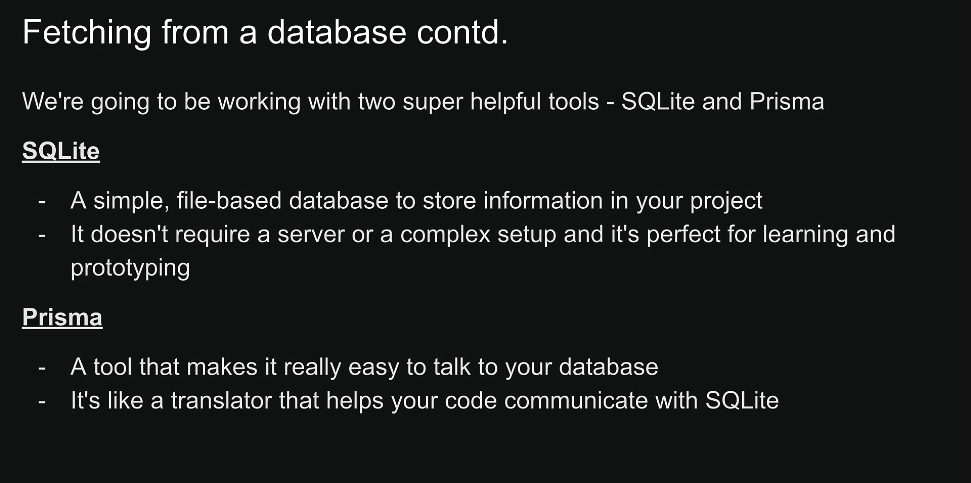 Fetching from a database contd.
We're going to be working with two super helpful tools - SQLite and Prisma
SQLite
- A simple, file-based database to store information in your project
- It doesn't require a server or a complex setup and it's perfect for learning and
prototyping
Prisma
- A tool that makes it really easy to talk to your database
- It's like a translator that helps your code communicate with SQLite